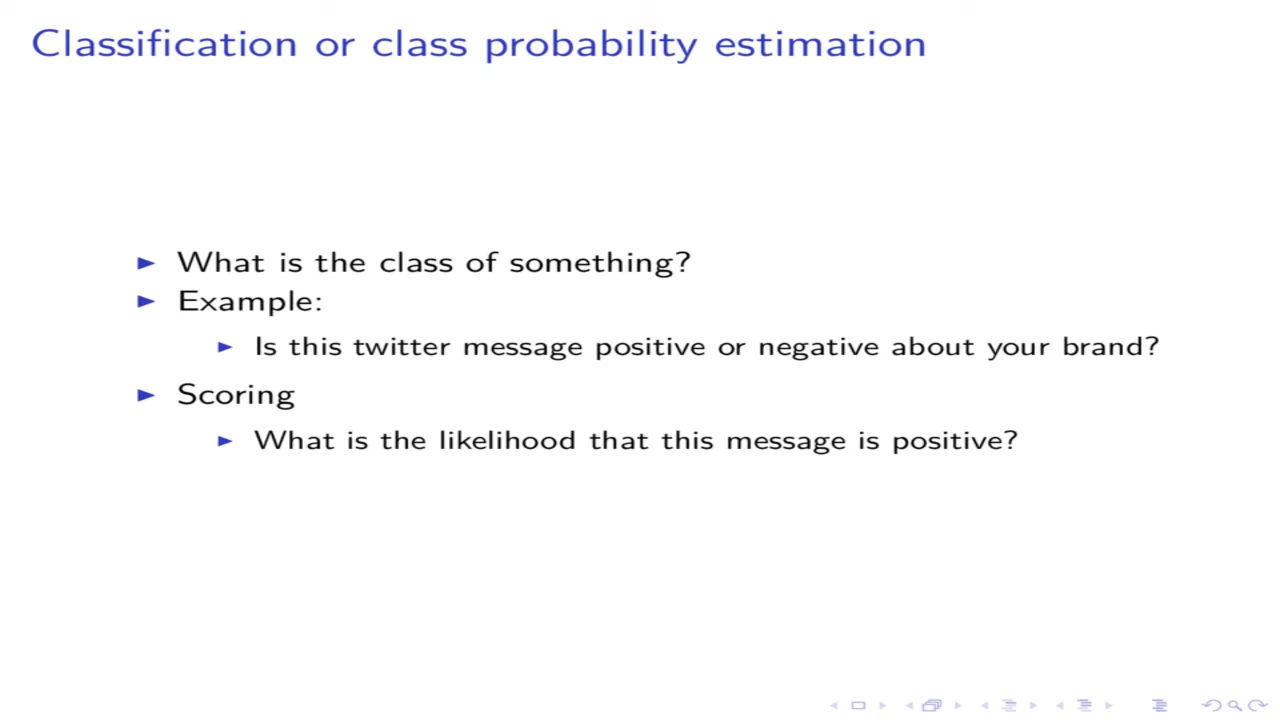 Classification or class probability estimation
What is the class of something?
Example:
Is this twitter message positive or negative about your brand?
Scoring
What is the likelihood that this message is positive?